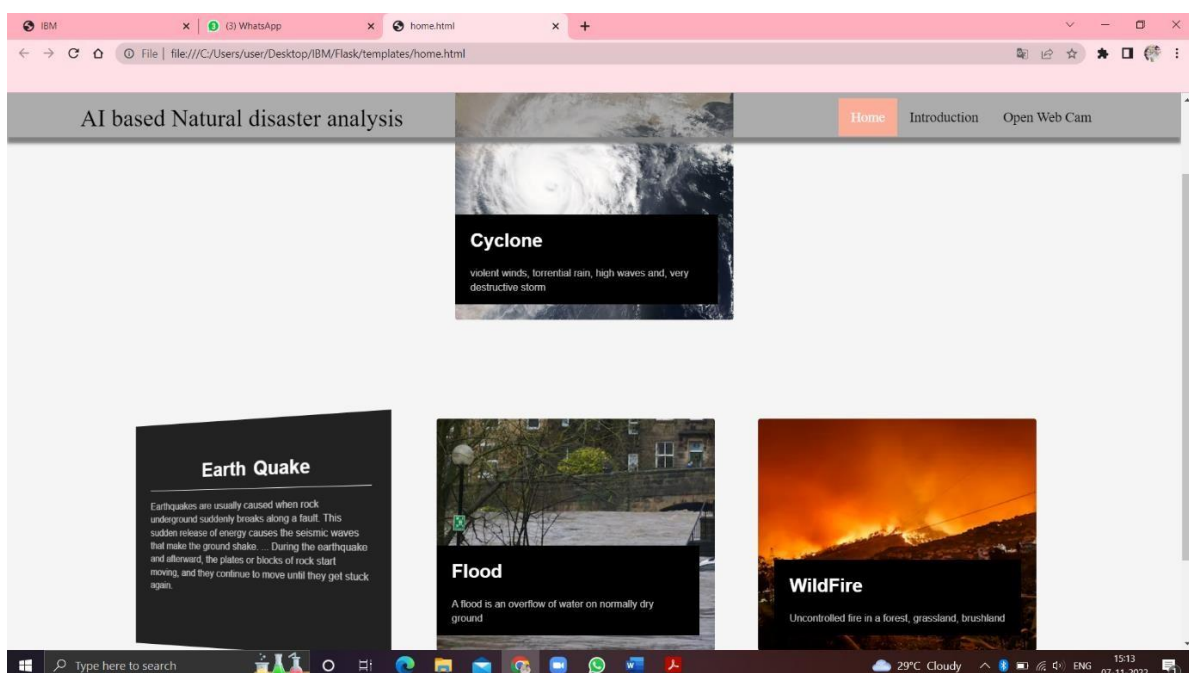 IBM
(3) WhatsApp
home.html
File | file:///C:/Users/user/Desktop/IBM/Flask/templates/home.html
AI based Natural disaster analysis
Home
Introduction
Open Web Cam
Cyclone
violent winds, torrential rain, high waves and, very
destructive storm
Earth Quake
Earthquakes are usually caused when rock
underground suddenly breaks along a fault. This
sudden release of energy causes the seismic waves
that make the ground shake. ... During the earthquake
and afterward, the plates or blocks of rock start
moving, and they continue to move until they get stuck
again.
Flood
A flood is an overflow of water on normally dry
ground
WildFire
Uncontrolled fire in a forest, grassland, brushland
Type here to search
29°C Cloudy
ENG
15:13
07-11-2022